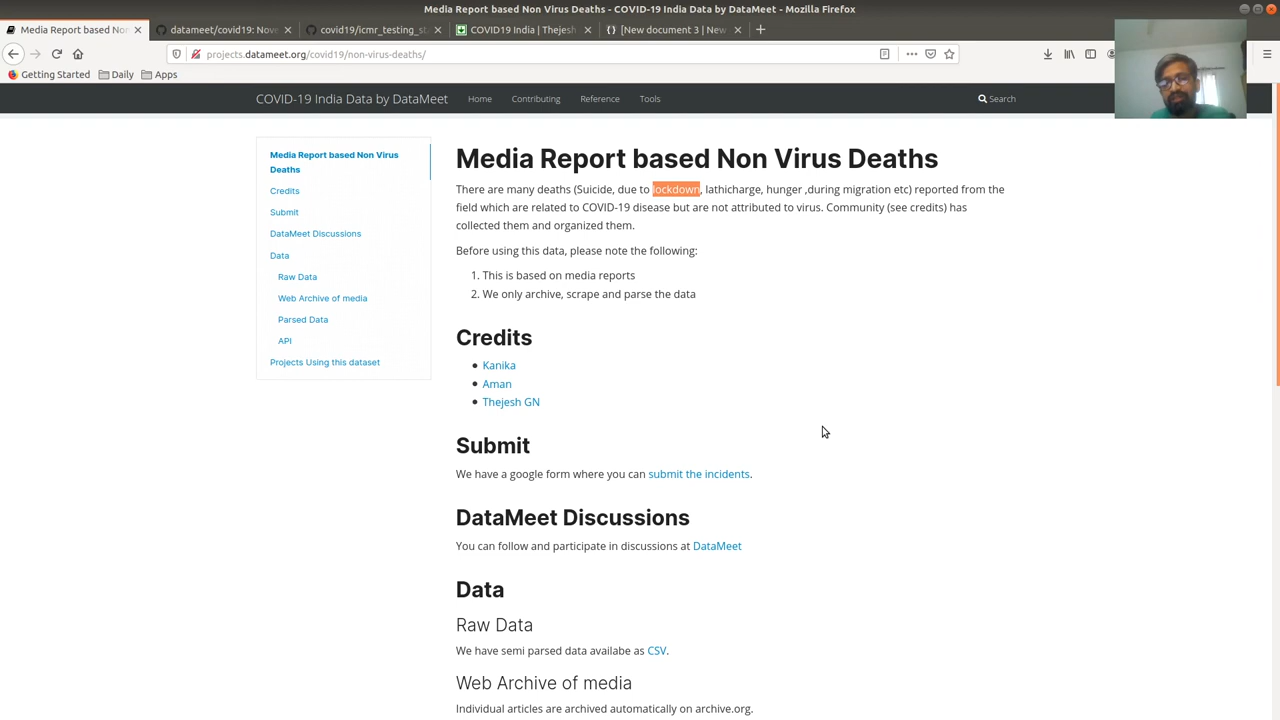 Media Report based Non Virus Deaths - COVID-19 India Data by DataMeet - Mozilla Firefox
Media Report based Non
datameet/covid19: Nove
covid19/icmr_testing_st
COVID19 India | Thejesh
[New document 3 | New
projects.datameet.org/covid19/non-virus-deaths/
Getting Started Daily Apps
COVID-19 India Data by DataMeet Home Contributing Reference Tools Search
Media Report based Non Virus
Deaths
Credits
Submit
DataMeet Discussions
Data
Raw Data
Web Archive of media
Parsed Data
API
Projects Using this dataset
Media Report based Non Virus Deaths
There are many deaths (Suicide, due to lockdown, lathicharge, hunger ,during migration etc) reported from the
field which are related to COVID-19 disease but are not attributed to virus. Community (see credits) has
collected them and organized them.
Before using this data, please note the following:
1. This is based on media reports
2. We only archive, scrape and parse the data
Credits
Kanika
Aman
Thejesh GN
Submit
We have a google form where you can submit the incidents.
DataMeet Discussions
You can follow and participate in discussions at DataMeet
Data
Raw Data
We have semi parsed data availabe as CSV.
Web Archive of media
Individual articles are archived automatically on archive.org.